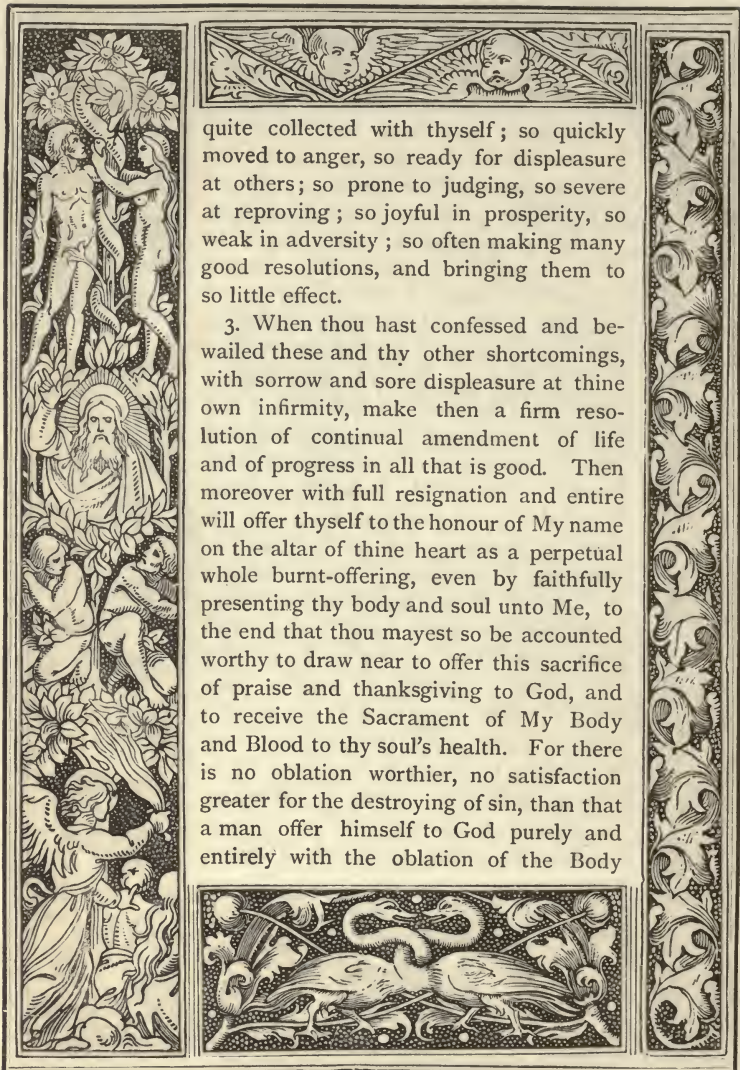 quite collected with thyself ; so quickly
moved to anger, so ready for displeasure
at others ; so prone to judging, so severe
at reproving ; so joyful in prosperity, so
weak in adversity ; so often making many
good resolutions, and bringing them to
so little effect.
3. When thou hast confessed and be-
wailed these and thy other shortcomings,
with sorrow and sore displeasure at thine
own infirmity, make then a firm reso-
lution of continual amendment of life
and of progress in all that is good. Then
moreover with full resignation and entire
will offer thyself to the honour of My name
on the altar of thine heart as a perpetual
whole burnt-offering, even by faithfully
presenting thy body and soul unto Me, to
the end that thou mayest so be accounted
worthy to draw near to offer this sacrifice
of praise and thanksgiving to God, and
to receive the Sacrament of My Body
and Blood to thy soul's health. For there
is no oblation worthier, no satisfaction
greater for the destroying of sin, than that
a man offer himself to God purely and
entirely with the oblation of the Body